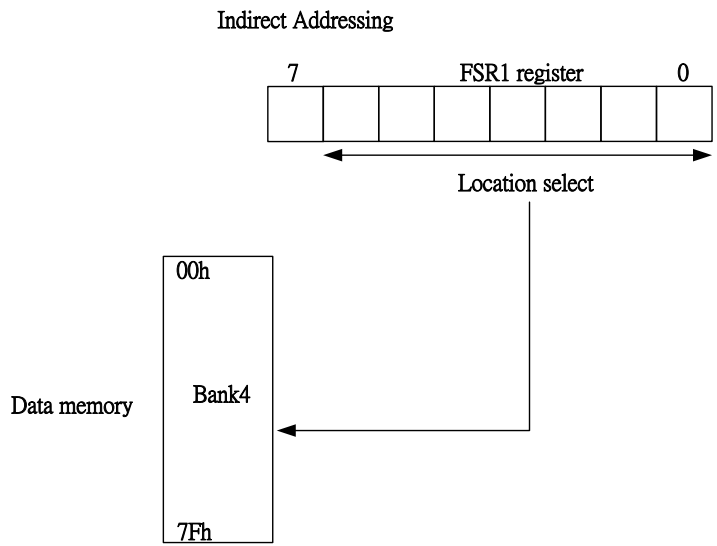 Indirect Addressing
7 FSR1 register 0
Location select
00h
Bank4
Data memory
7Fh